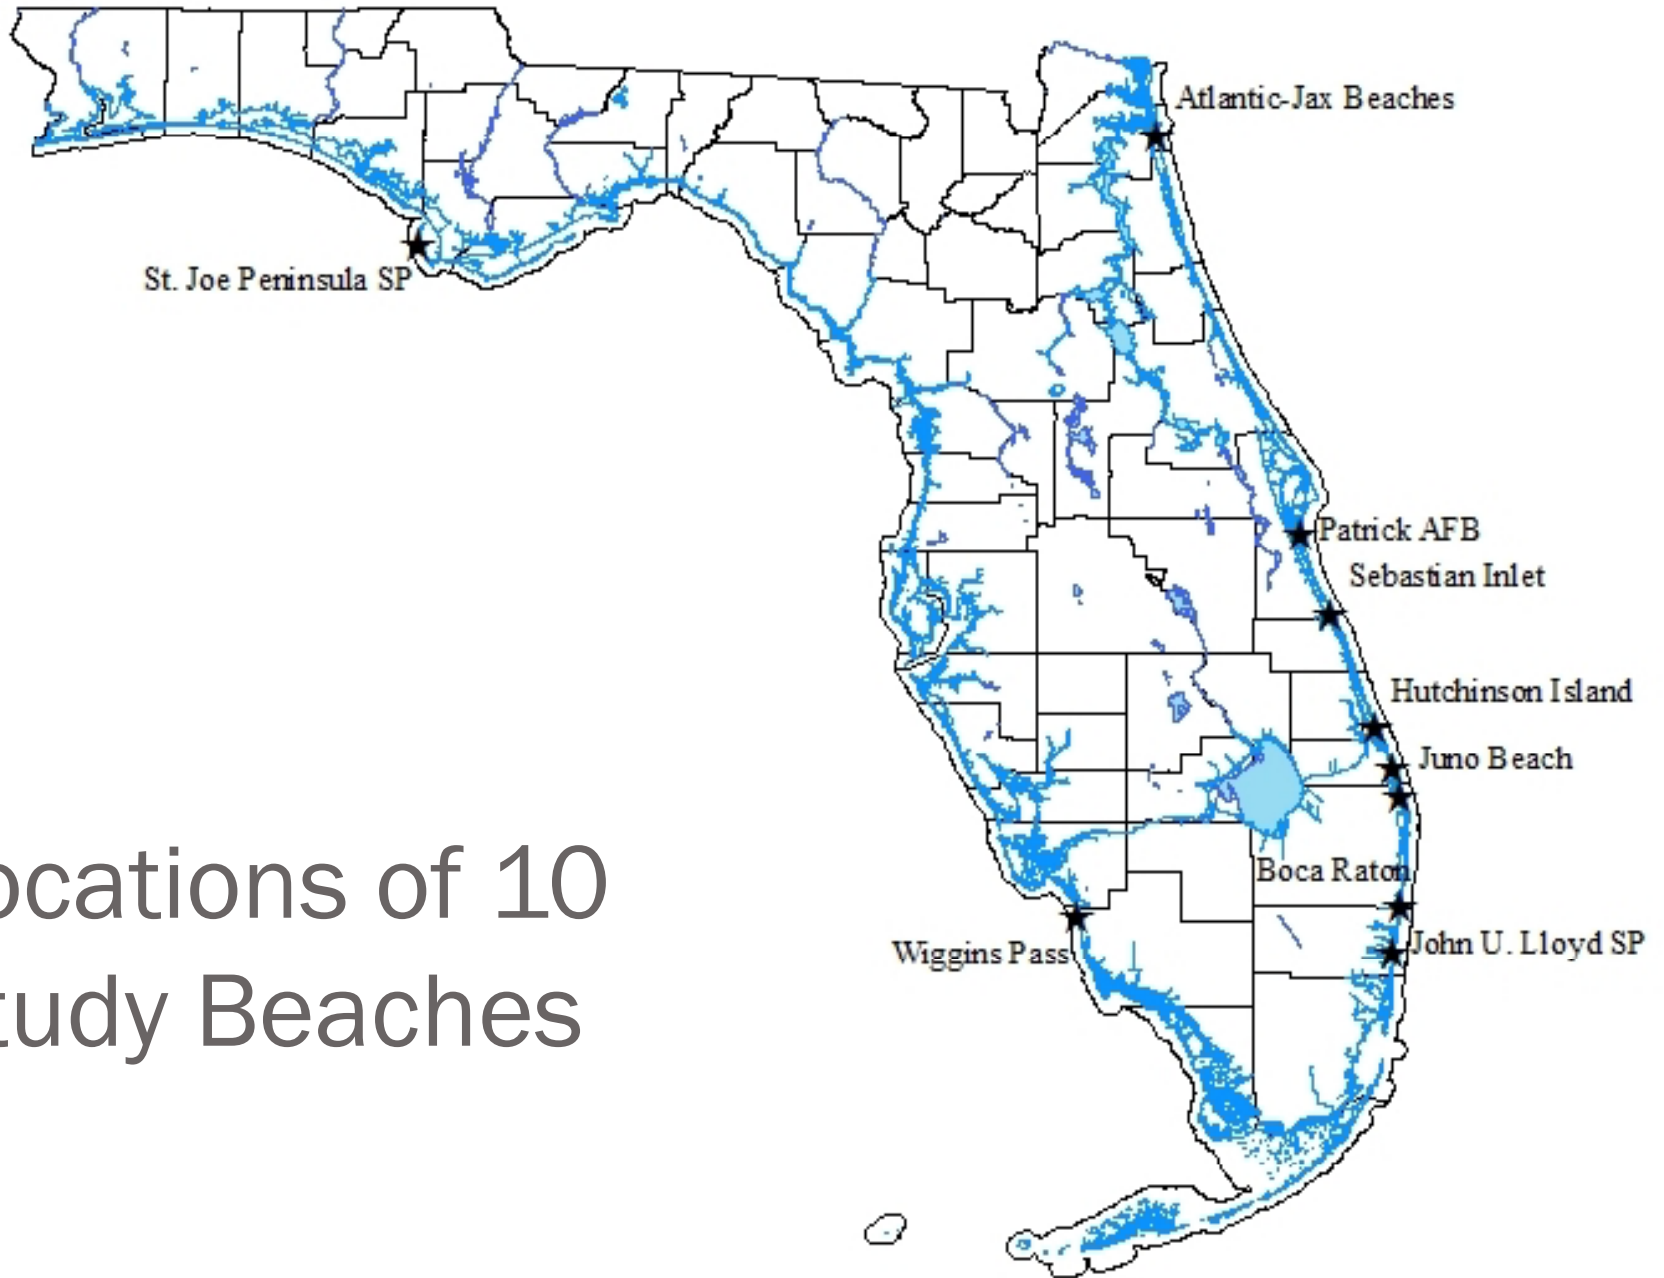 Atlantic-Jax Beaches
St. Joe Peninsula SP
Patrick AFB
Sebastian Inlet
Hutchinson Island
Juno Beach
Boca Raton
Wiggins Pass
John U. Lloyd SP
ocations of 10
tudy Beaches